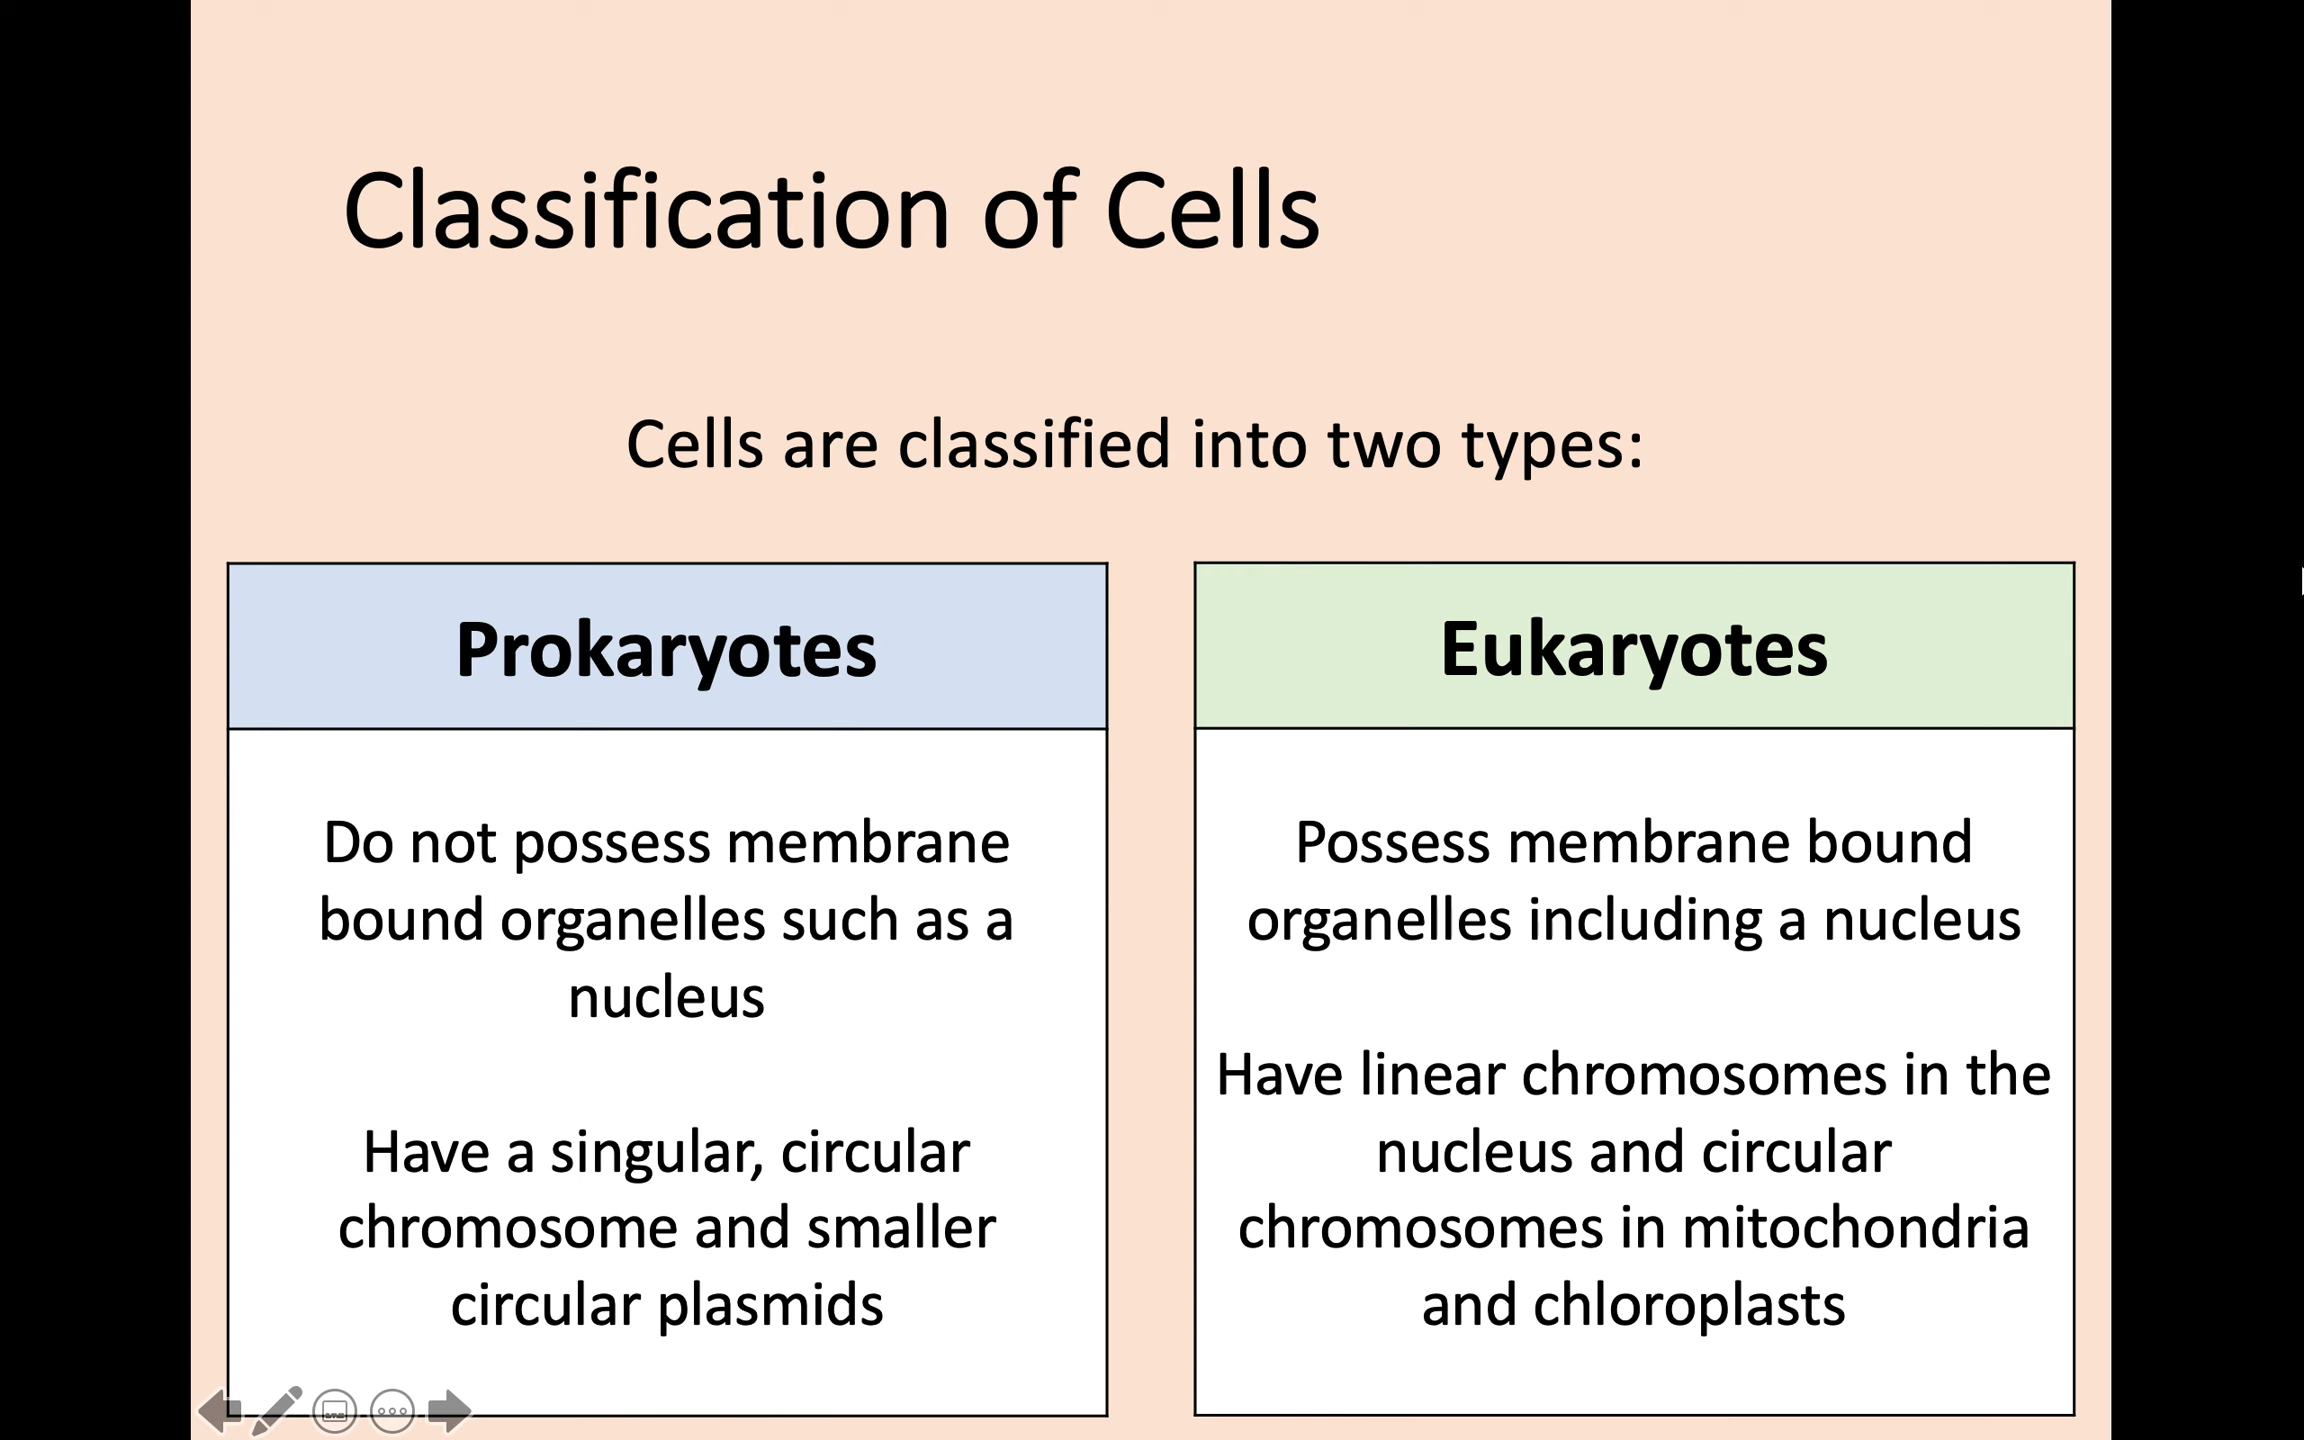 Classification of Cells
Cells are classified into two types:
Prokaryotes
Do not possess membrane
bound organelles such as a
nucleus
Have a singular, circular
chromosome and smaller
circular plasmids
Eukaryotes
Possess membrane bound
organelles including a nucleus
Have linear chromosomes in the
nucleus and circular
chromosomes in mitochondria
and chloroplasts